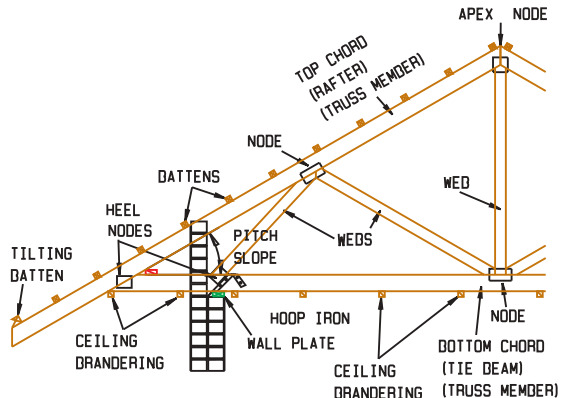 APEX NODE
TOP CHORD
(RAFTER)
(TRUSS MEMBER)
NODE
BATTENS
WED
HEEL
NODES
PITCH
SLOPE
WEBS
TILTING
BATTEN
HOOP IRON
NODE
CEILING
BRANDERING
WALL PLATE
CEILING
BRANDERING
BOTTOM CHORD
(TIE BEAM)
(TRUSS MEMBER)